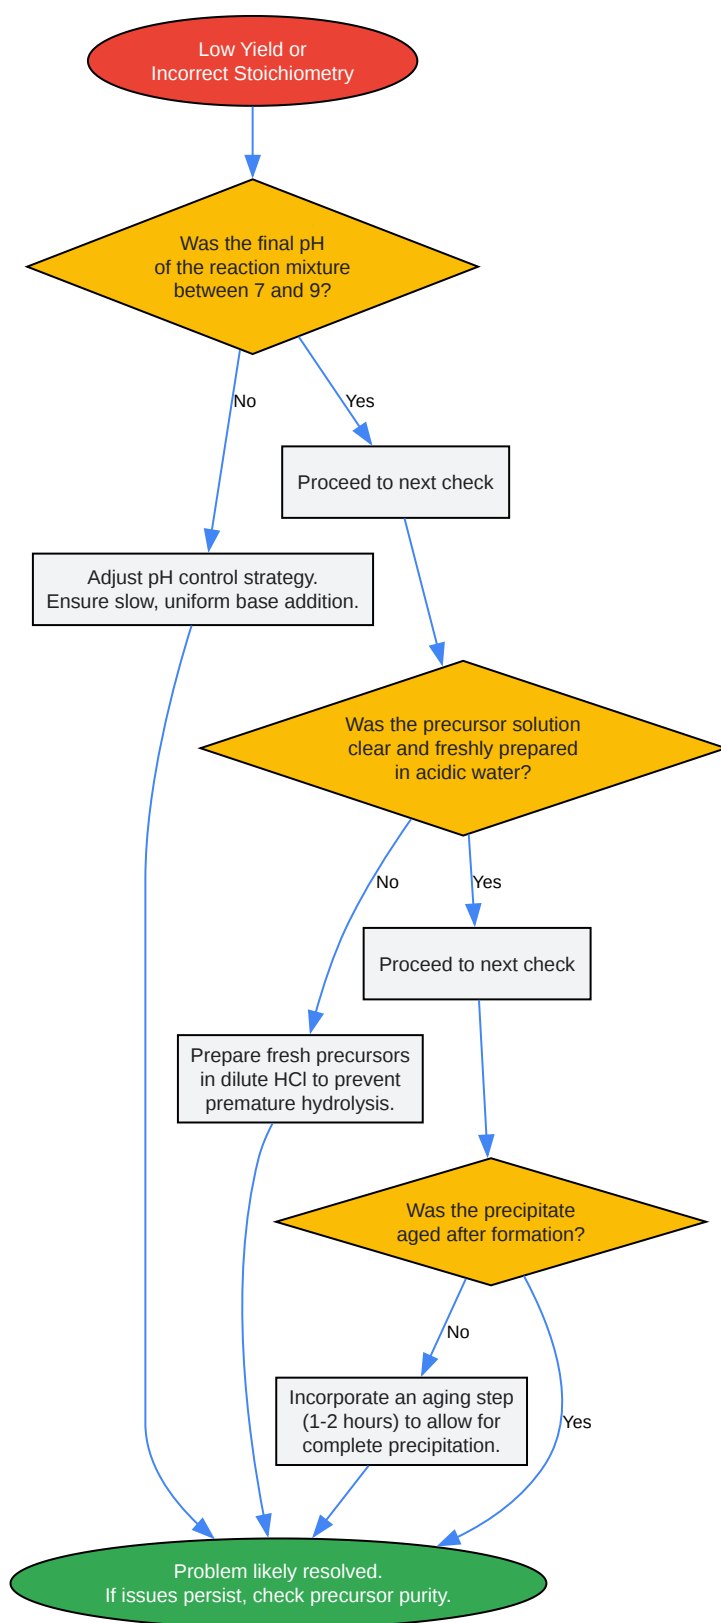 Low Yield or
Incorrect Stoichiometry
Was the final pH
of the reaction mixture
between 7 and 9?
No
Yes
Proceed to next check
Adjust pH control strategy.
Ensure slow, uniform base addition.
Was the precursor solution
clear and freshly prepared
in acidic water?
No
Yes
Proceed to next check
Prepare fresh precursors
in dilute HCl to prevent
premature hydrolysis.
Was the precipitate
aged after formation?
No
Incorporate an aging step
(1-2 hours) to allow for
complete precipitation.
Yes
Problem likely resolved.
If issues persist, check precursor purity.